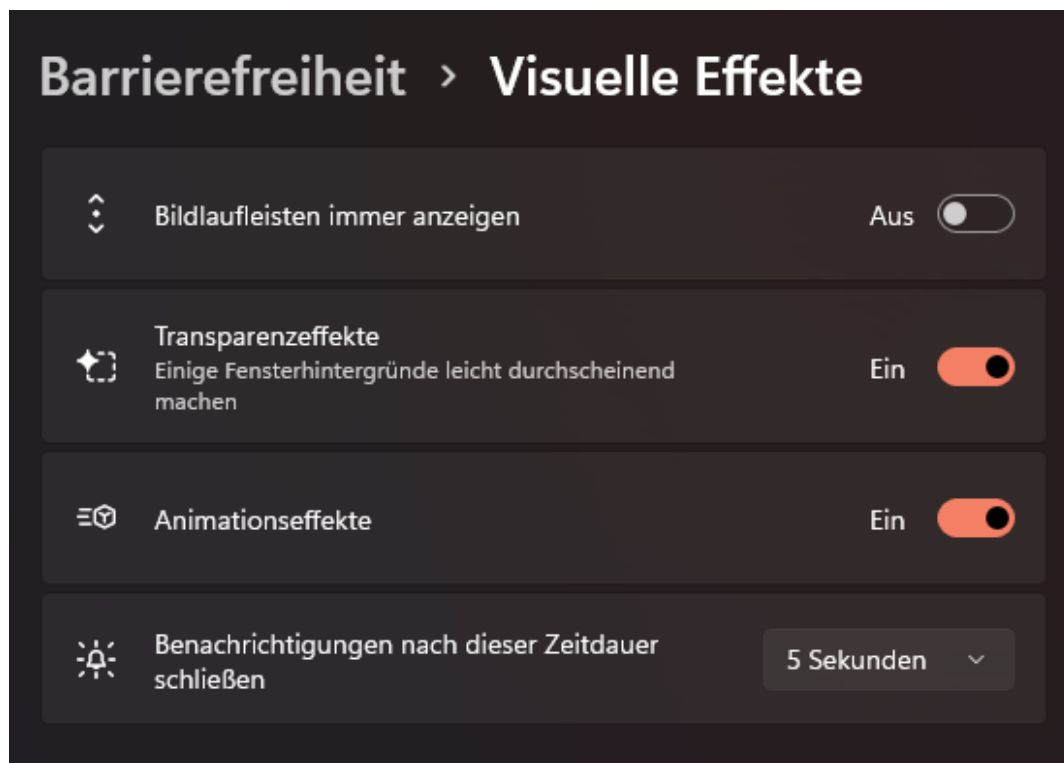 Barrierefreiheit > Visuelle Effekte
Bildlaufleisten immer anzeigen
Aus
Transparenzeffekte
Einige Fensterhintergründe leicht durchscheinend
machen
Ein
Animationseffekte
Ein
Benachrichtigungen nach dieser Zeitdauer
schließen
5 Sekunden